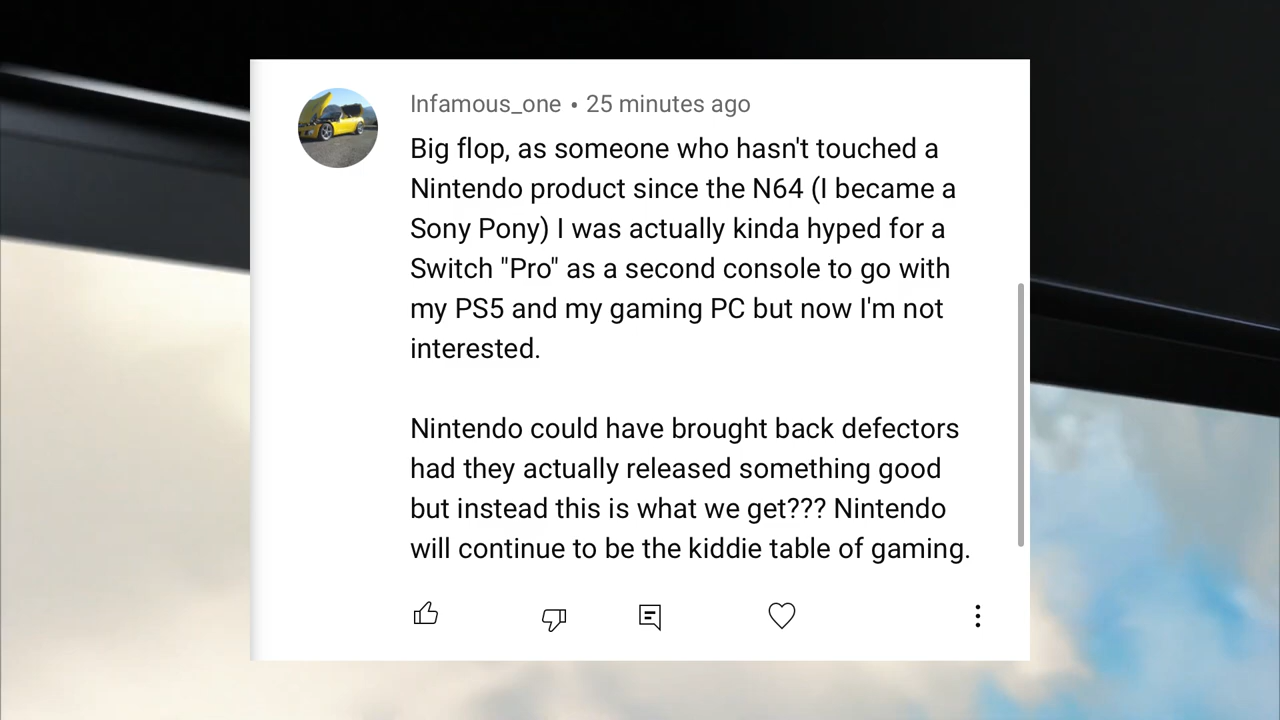 Infamous_one • 25 minutes ago
Big flop, as someone who hasn't touched a
Nintendo product since the N64 (I became a
Sony Pony) I was actually kinda hyped for a
Switch "Pro" as a second console to go with
my PS5 and my gaming PC but now I'm not
interested.
Nintendo could have brought back defectors
had they actually released something good
but instead this is what we get??? Nintendo
will continue to be the kiddie table of gaming.